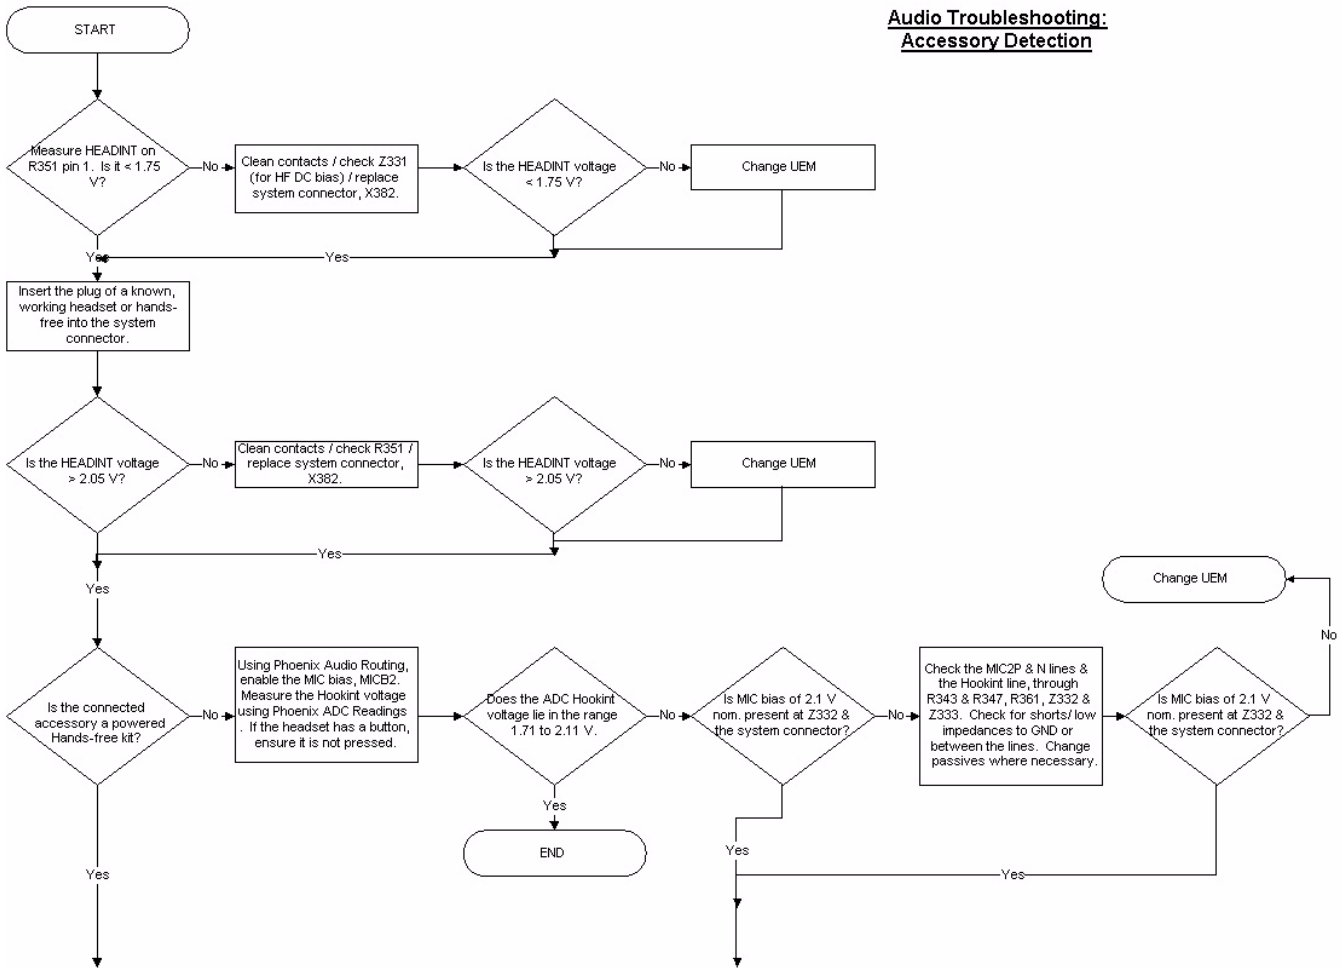 Audio Troubleshooting:
Accessory Detection
START
Measure HEADINT on
R351 pin 1. Is it < 1.75
V?
No
Clean contacts / check Z331
(for HF DC bias) / replace
system connector, X382.
Is the HEADINT voltage
< 1.75 V?
No
Change UEM
Yes
Yes
Insert the plug of a known,
working headset or hands-
free into the system
connector.
Is the HEADINT voltage
> 2.05 V?
No
Clean contacts / check R351 /
replace system connector,
X382.
Is the HEADINT voltage
> 2.05 V?
No
Change UEM
Yes
Yes
Change UEM
No
Is the connected
accessory a powered
Hands-free kit?
No
Using Phoenix Audio Routing,
enable the MIC bias, MICB2.
Measure the Hookint voltage
using Phoenix ADC Readings
. If the headset has a button,
ensure it is not pressed.
Does the ADC Hookint
voltage lie in the range
1.71 to 2.11 V.
No
Is MIC bias of 2.1 V
nom. present at Z332 &
the system connector?
No
Check the MIC2P & N lines &
the Hookint line, through
R343 & R347, R361, Z332 &
Z333. Check for shorts/ low
impedances to GND or
between the lines. Change
passives where necessary.
Is MIC bias of 2.1 V
nom. present at Z332 &
the system connector?
Yes
END
Yes
Yes
Yes